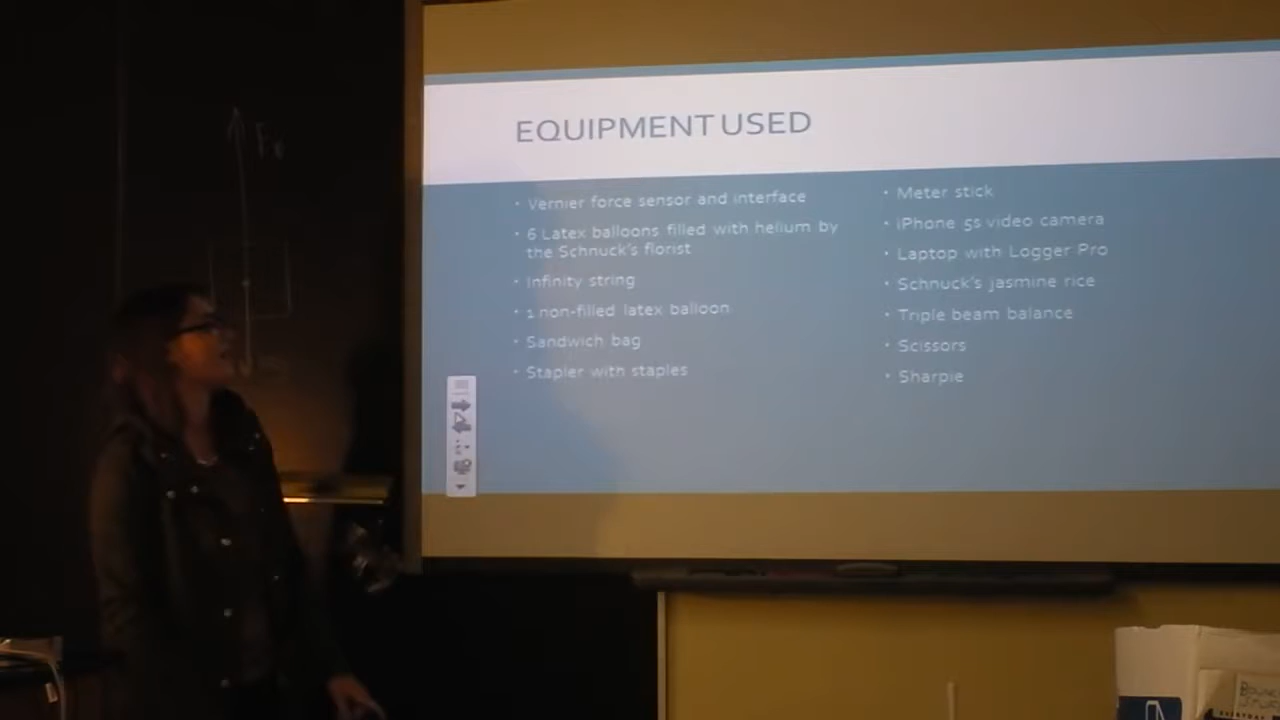 EQUIPMENT USED
• Vernier force sensor and interface
• 6 Latex balloons filled with helium by
the Schnuck's florist
• Infinity string
• 1 non-filled latex balloon
• Sandwich bag
• Stapler with staples
• Meter stick
• iPhone 5s video camera
• Laptop with Logger Pro
• Schnuck's jasmine rice
• Triple beam balance
• Scissors
• Sharpie